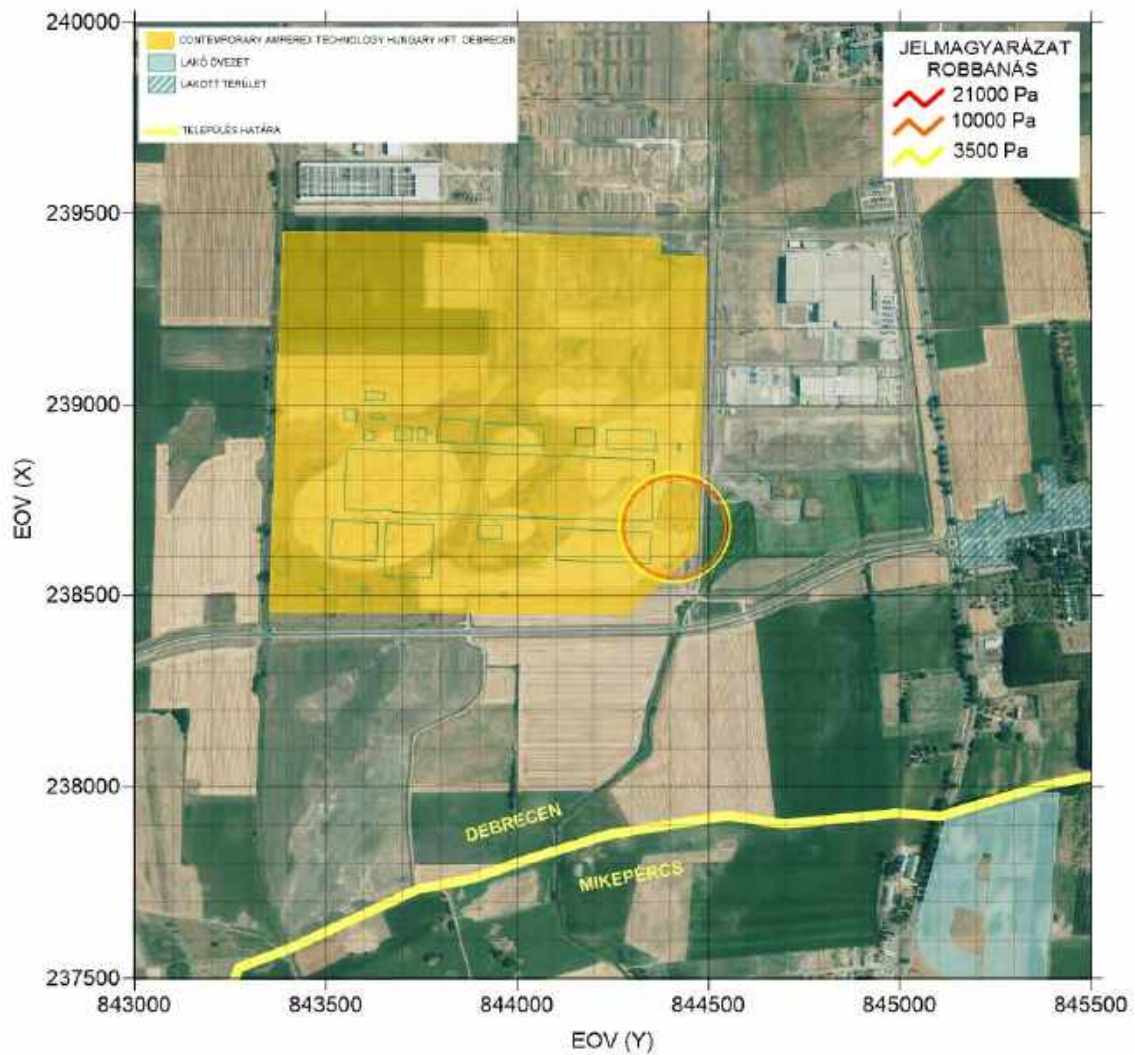 240000
CONTEMPORARY AMPEREX TECHNOLOGY HUNGARY KFT. DEBRECEN
LAKÓ ÖVEZET
LAKOTT TERÜLET
TELEPÜLÉS HATÁRA
JELMAGYARÁZAT
ROBBANÁS
21000 Pa
10000 Pa
3500 Pa
239500
239000
EOV (X)
238500
238000
DEBRECEN
MIKEPÉRCS
237500
843000 843500 844000 844500 845000 845500
EOV (Y)